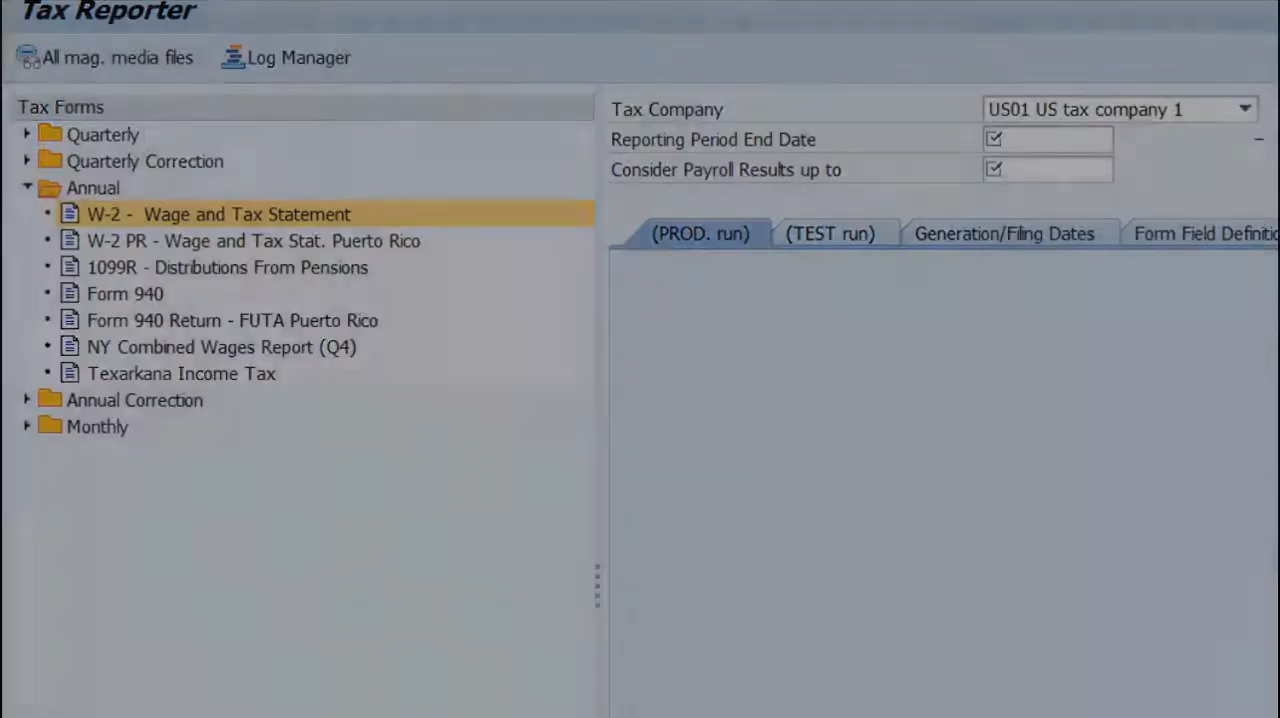 Tax Reporter
All mag. media files Log Manager
Tax Forms
Quarterly
Quarterly Correction
Annual
W-2 - Wage and Tax Statement
W-2 PR - Wage and Tax Stat. Puerto Rico
1099R - Distributions From Pensions
Form 940
Form 940 Return - FUTA Puerto Rico
NY Combined Wages Report (Q4)
Texarkana Income Tax
Annual Correction
Monthly
Tax Company US01 US tax company 1
Reporting Period End Date
Consider Payroll Results up to
(PROD. run) (TEST run) Generation/Filing Dates Form Field Definitio